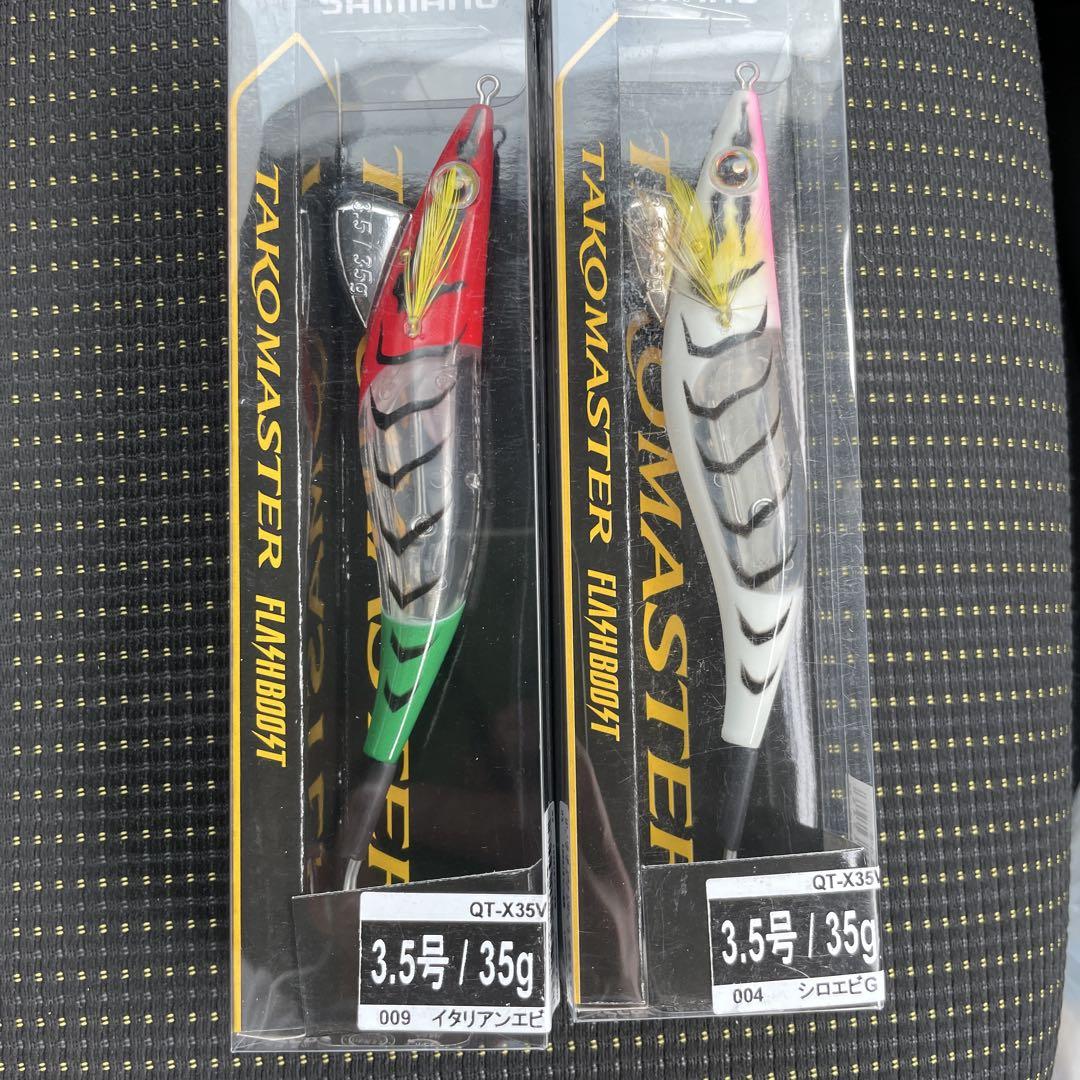 SHIMANO
TAKOMASTER FLASHBOOST
3.5 / 35g
QT-X35V
3.5号 / 35g
009 イタリアンエビ
SHIMANO
TAKOMASTER FLASHBOOST
TAKOMASTER
QT-X35V
3.5号 / 35g
004 シロエビG